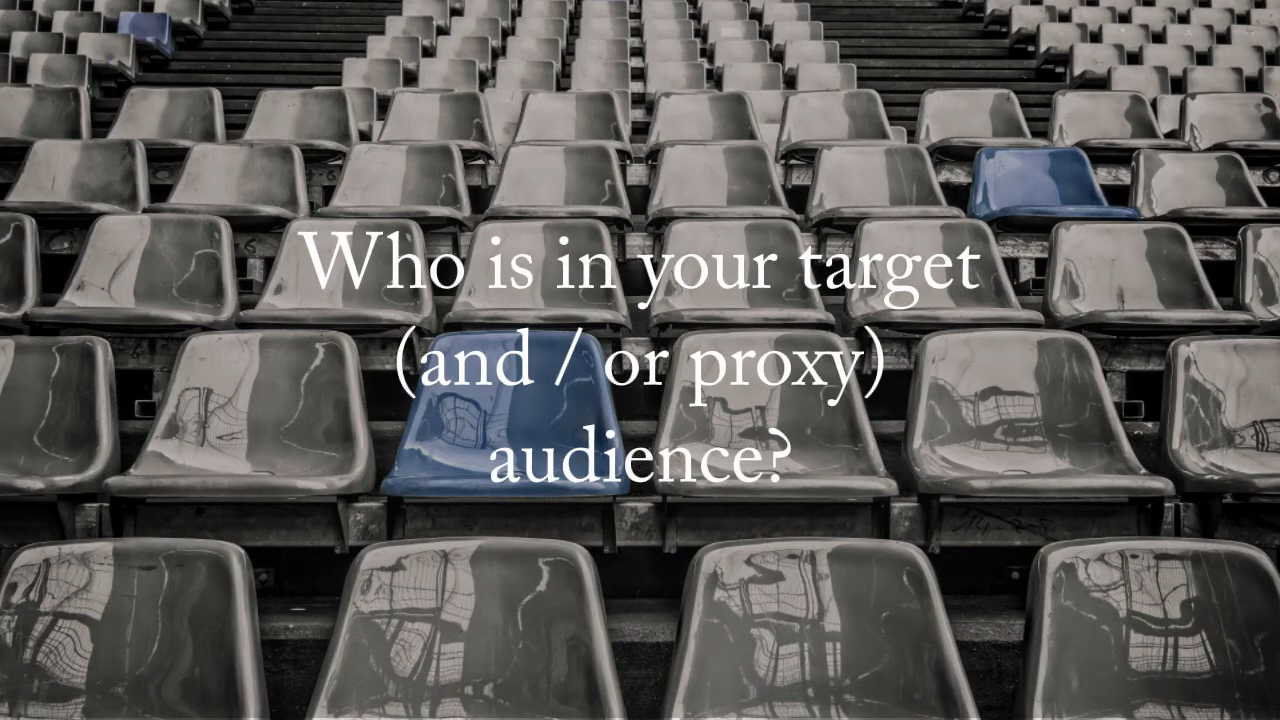 Who is in your target
(and / or proxy)
audience?